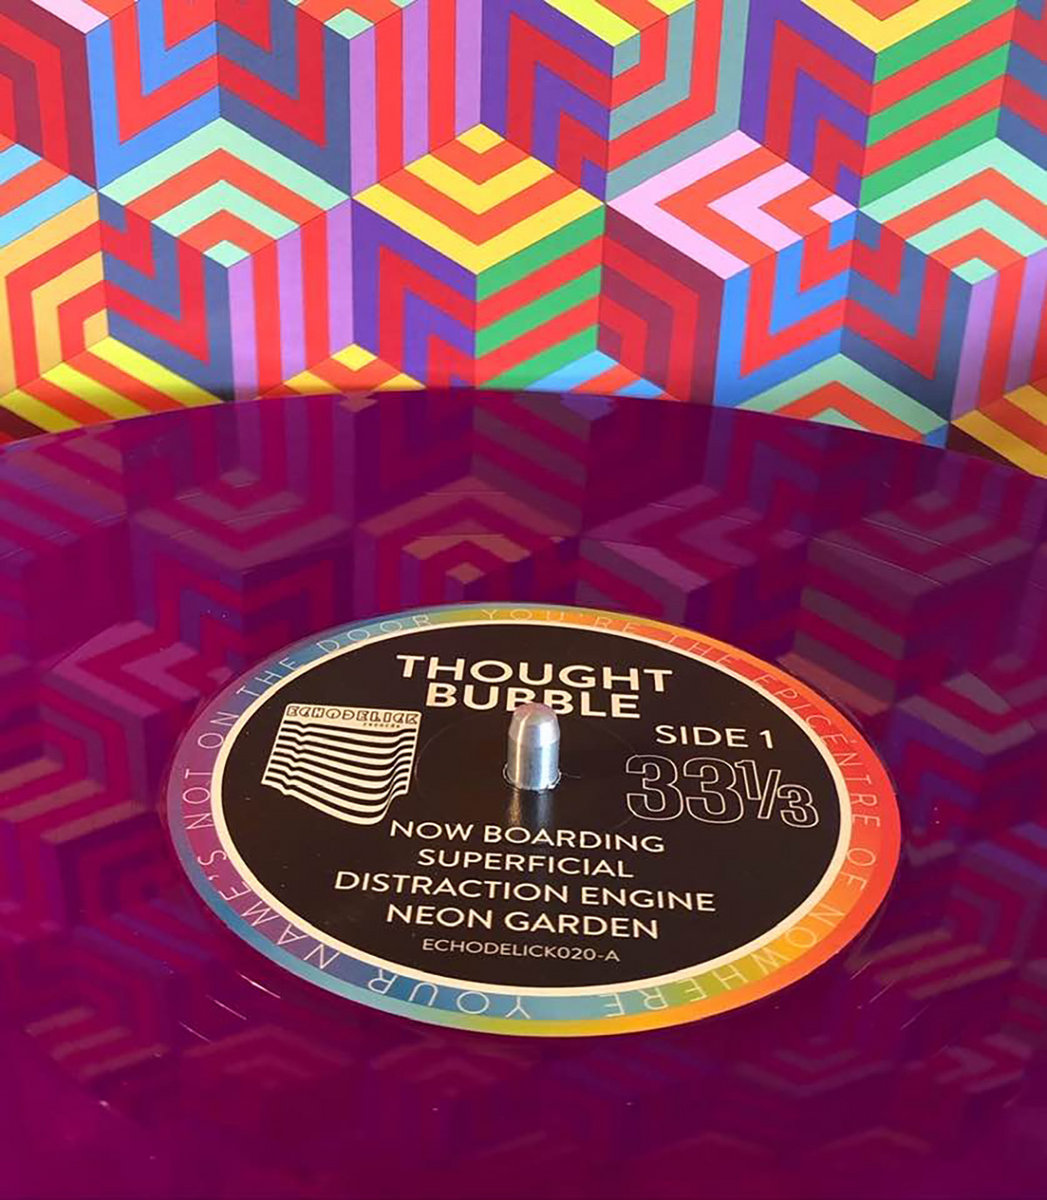 THOUGHT
BUBBLE
ECHODELICK
RECORDS
SIDE 1
33⅓
NOW BOARDING
SUPERFICIAL
DISTRACTION ENGINE
NEON GARDEN
ECHODELICK020-A
YOUR NAME'S NOT ON THE DOOR
YOU'RE THE EPICENTRE OF NOWHERE